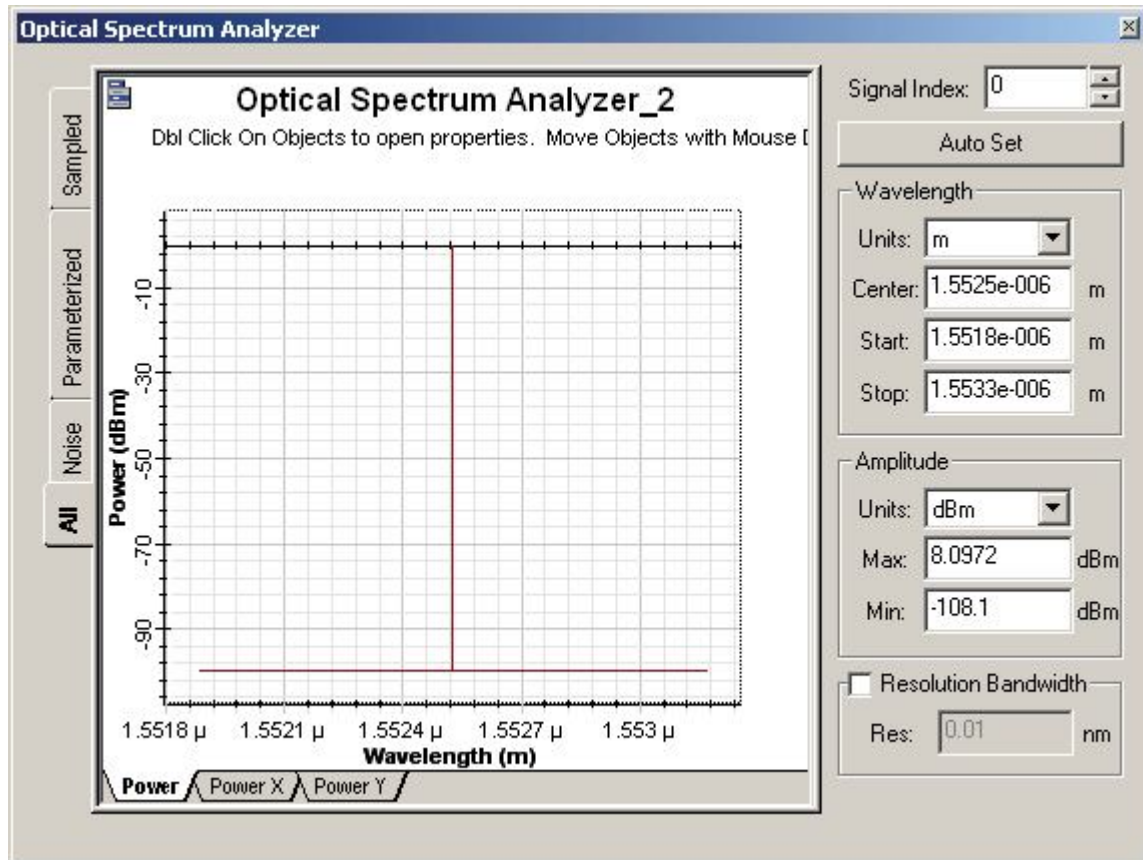 Optical Spectrum Analyzer
Sampled
Parameterized
Noise
All
Optical Spectrum Analyzer_2
Dbl Click On Objects to open properties. Move Objects with Mouse D
Power (dBm)
-10
-30
-50
-70
-90
1.5518 µ 1.5521 µ 1.5524 µ 1.5527 µ 1.553 µ
Wavelength (m)
Power Power X Power Y
Signal Index: 0
Auto Set
Wavelength
Units: m
Center: 1.5525e-006 m
Start: 1.5518e-006 m
Stop: 1.5533e-006 m
Amplitude
Units: dBm
Max: 8.0972 dBm
Min: -108.1 dBm
Resolution Bandwidth
Res: 0.01 nm